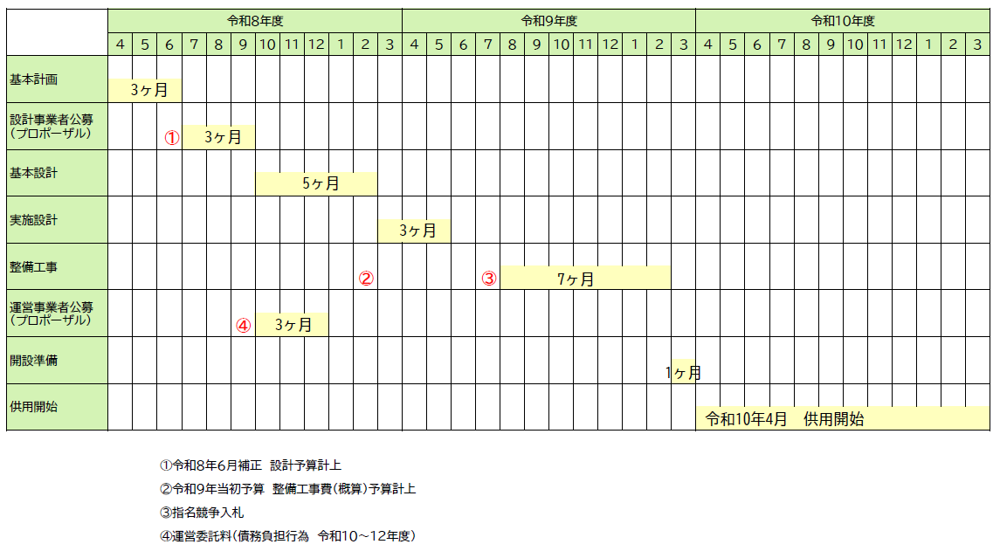 令和8年度 令和9年度 令和10年度
4 5 6 7 8 9 10 11 12 1 2 3 4 5 6 7 8 9 10 11 12 1 2 3 4 5 6 7 8 9 10 11 12 1 2 3
基本計画
3ヶ月
設計事業者公募
（プロポーザル）
① 3ヶ月
基本設計
5ヶ月
実施設計
3ヶ月
整備工事
② ③ 7ヶ月
運営事業者公募
（プロポーザル）
④ 3ヶ月
開設準備
1ヶ月
供用開始
令和10年4月　供用開始
①令和8年6月補正　設計予算計上
②令和9年当初予算　整備工事費（概算）予算計上
③指名競争入札
④運営委託料（債務負担行為　令和10～12年度）